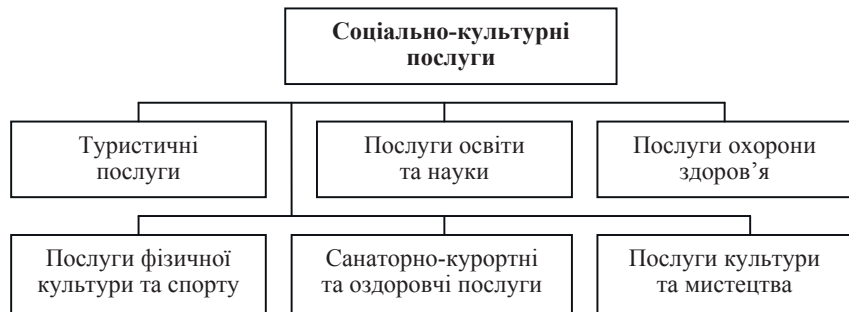 Соціально-культурні
послуги
Туристичні
послуги
Послуги освіти
та науки
Послуги охорони
здоров’я
Послуги фізичної
культури та спорту
Санаторно-курортні
та оздоровчі послуги
Послуги культури
та мистецтва